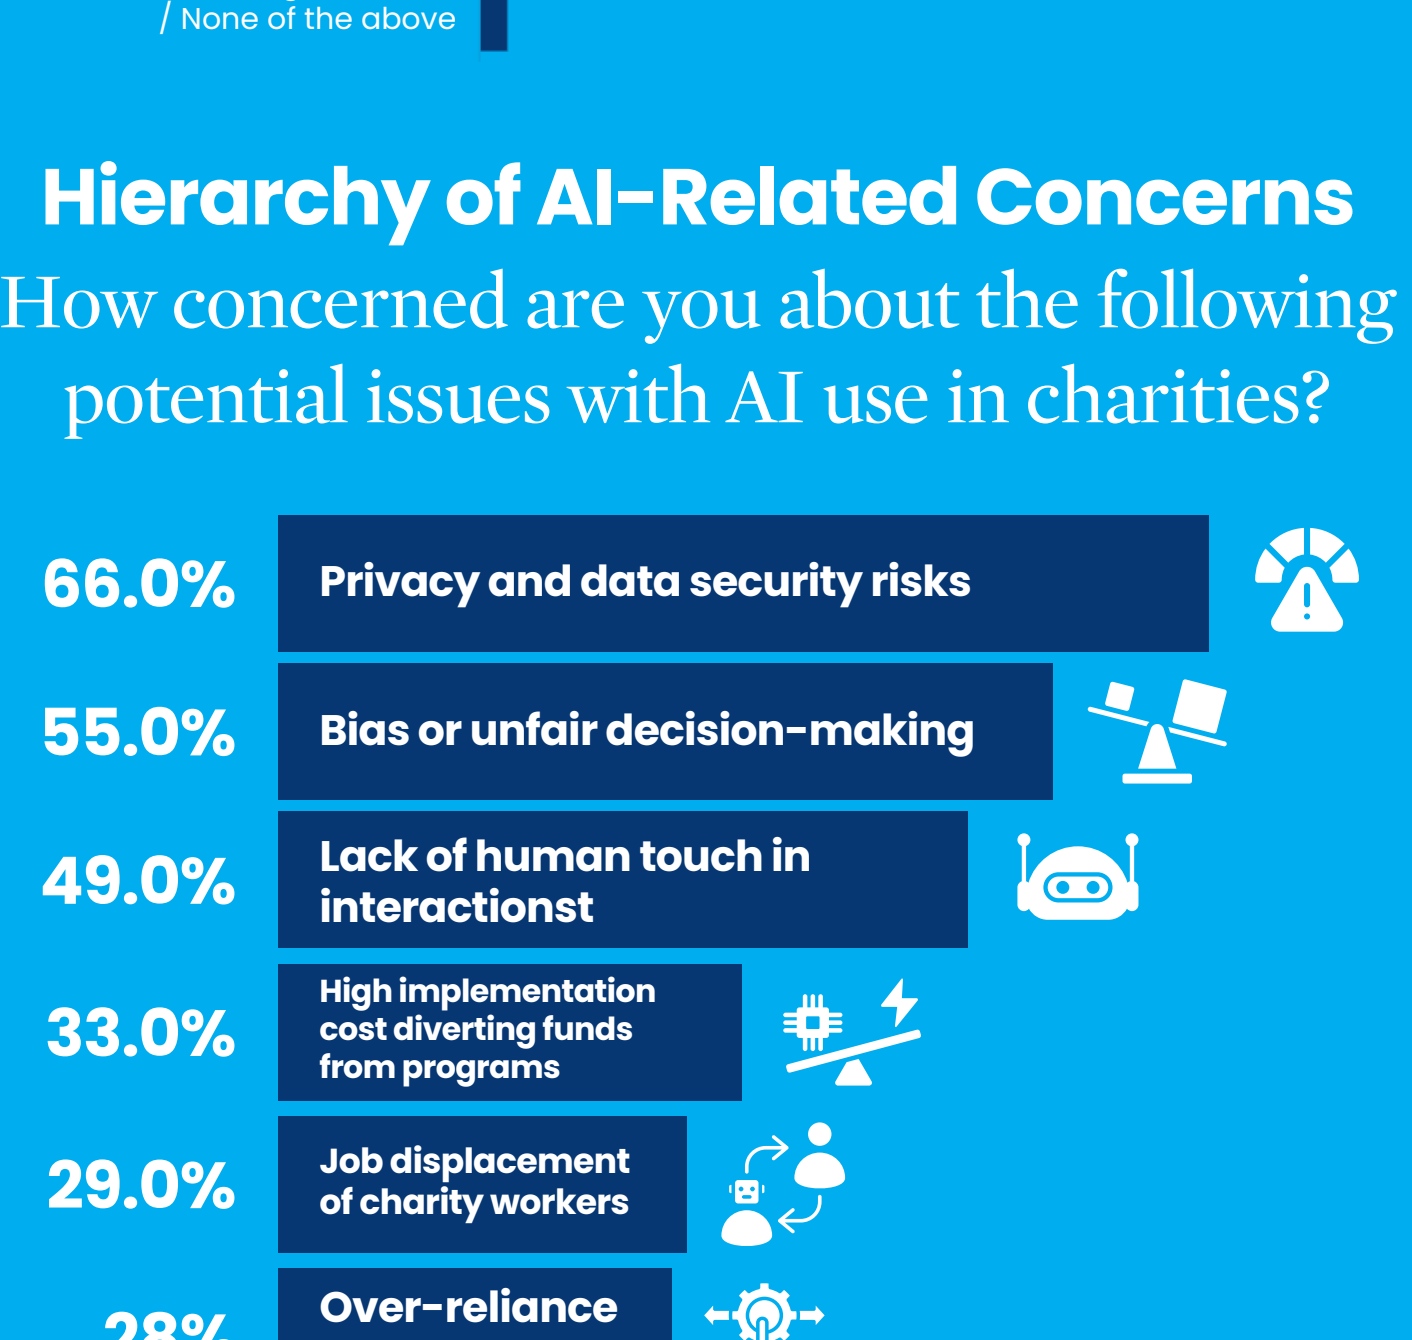 / None of the above
Hierarchy of AI-Related Concerns
How concerned are you about the following
potential issues with AI use in charities?
66.0%
Privacy and data security risks
55.0%
Bias or unfair decision-making
49.0%
Lack of human touch in
interactionst
33.0%
High implementation
cost diverting funds
from programs
29.0%
Job displacement
of charity workers
28%
Over-reliance